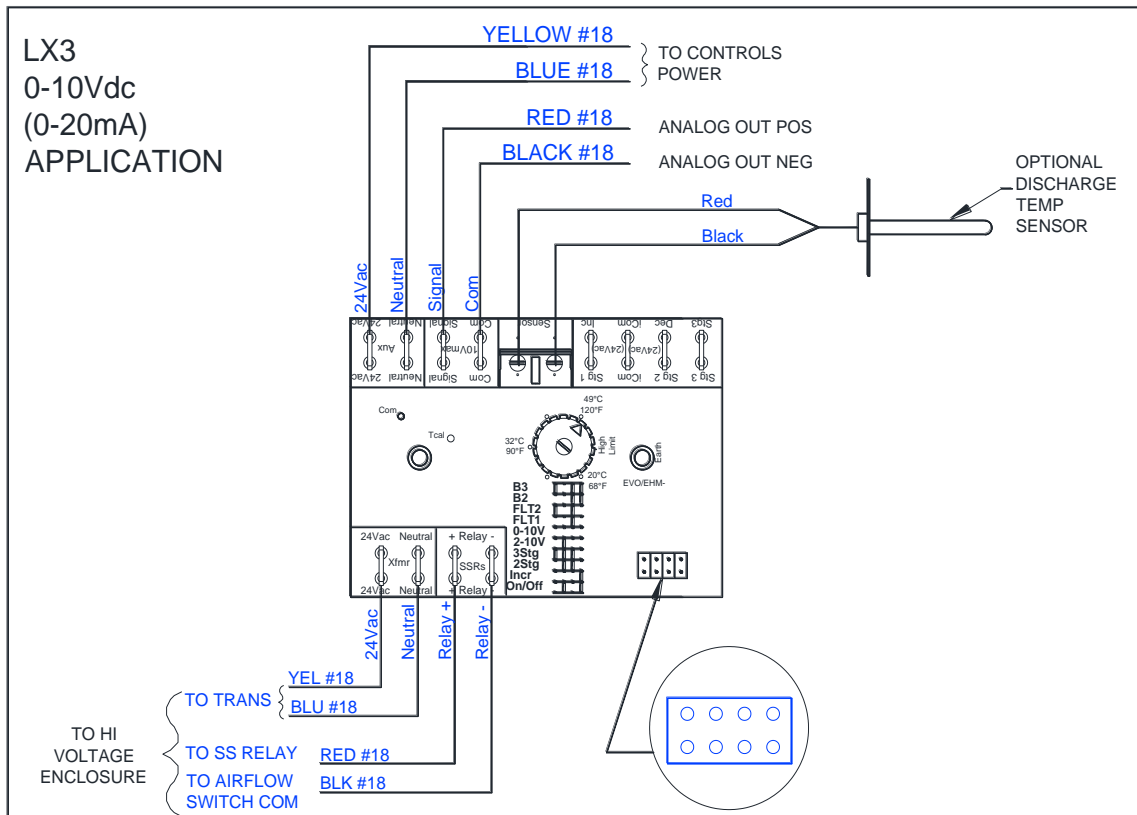 LX3
0-10Vdc
(0-20mA)
APPLICATION
YELLOW #18
BLUE #18
TO CONTROLS
POWER
RED #18
ANALOG OUT POS
BLACK #18
ANALOG OUT NEG
Red
Black
OPTIONAL
DISCHARGE
TEMP
SENSOR
24Vac
Neutral
Signal
Com
24Vac Neutral Signal Com Sensor Inc iCom Dec Stg3
Aux 10Vmax (24Vac) (24Vac)
24Vac Neutral Signal Com Stg 1 iCom Stg 2 Stg 3
Com
Tcal
49°C
120°F
32°C
90°F
High
Limit
20°C
68°F
Earth
EVO/EHM-
B3
B2
FLT2
FLT1
0-10V
2-10V
3Stg
2Stg
Incr
On/Off
24Vac Neutral + Relay -
Xfmr SSRs
24Vac Neutral + Relay -
24Vac
Neutral
Relay +
Relay -
YEL #18
TO TRANS
BLU #18
TO HI
VOLTAGE
ENCLOSURE
TO SS RELAY RED #18
TO AIRFLOW
SWITCH COM
BLK #18